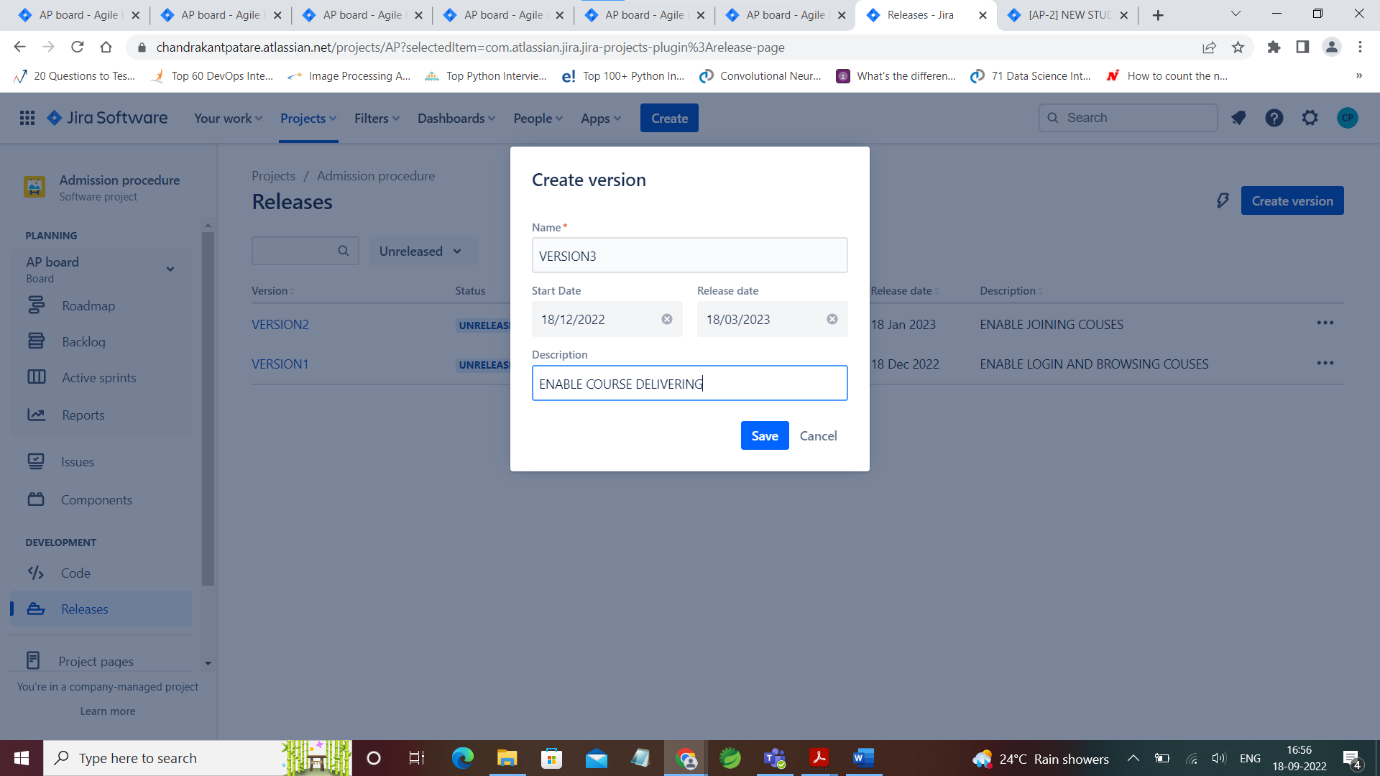 AP board - Agile
AP board - Agile
AP board - Agile
AP board - Agile
AP board - Agile
AP board - Agile
Releases - Jira
[AP-2] NEW STUD
chandrakantpatare.atlassian.net/projects/AP?selectedItem=com.atlassian.jira.jira-projects-plugin%3Arelease-page
20 Questions to Tes...
Top 60 DevOps Inte...
Image Processing A...
Top Python Intervie...
Top 100+ Python In...
Convolutional Neur...
What's the differen...
71 Data Science Int...
How to count the n...
Jira Software
Your work
Projects
Filters
Dashboards
People
Apps
Create
Search
CP
Admission procedure
Software project
PLANNING
AP board
Board
Roadmap
Backlog
Active sprints
Reports
Issues
Components
DEVELOPMENT
Code
Releases
Project pages
You're in a company-managed project
Learn more
Projects / Admission procedure
Releases
Unreleased
Create version
Version Status Release date Description
VERSION2 UNRELEAS 18 Jan 2023 ENABLE JOINING COUSES
VERSION1 UNRELEAS 18 Dec 2022 ENABLE LOGIN AND BROWSING COUSES
Create version
Name*
VERSION3
Start Date Release date
18/12/2022 18/03/2023
Description
ENABLE COURSE DELIVERING
Save Cancel
Type here to search
24°C Rain showers
ENG
16:56
18-09-2022
4